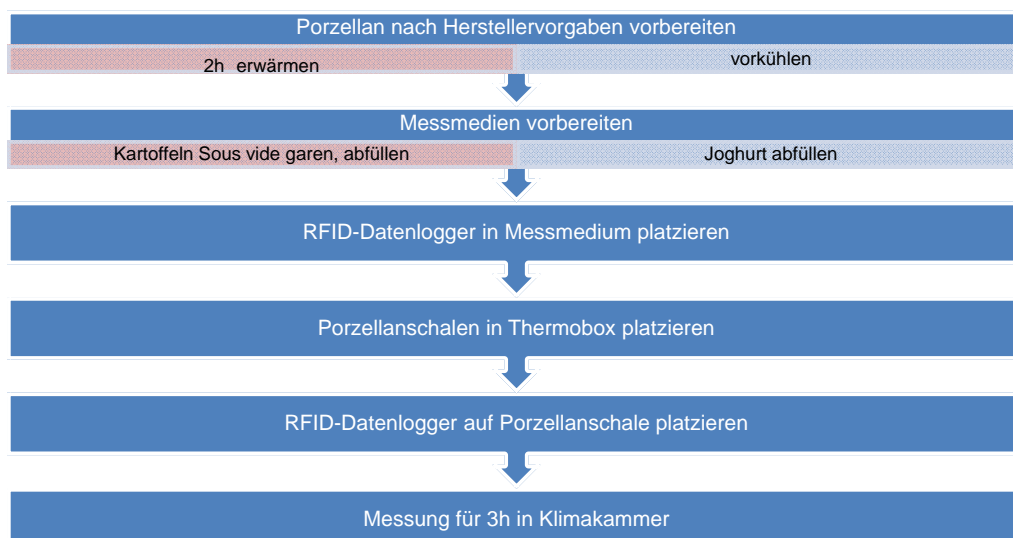 Porzellan nach Herstellervorgaben vorbereiten
2h erwärmen
vorkühlen
Messmedien vorbereiten
Kartoffeln Sous vide garen, abfüllen
Joghurt abfüllen
RFID-Datenlogger in Messmedium platzieren
Porzellanschalen in Thermobox platzieren
RFID-Datenlogger auf Porzellanschale platzieren
Messung für 3h in Klimakammer